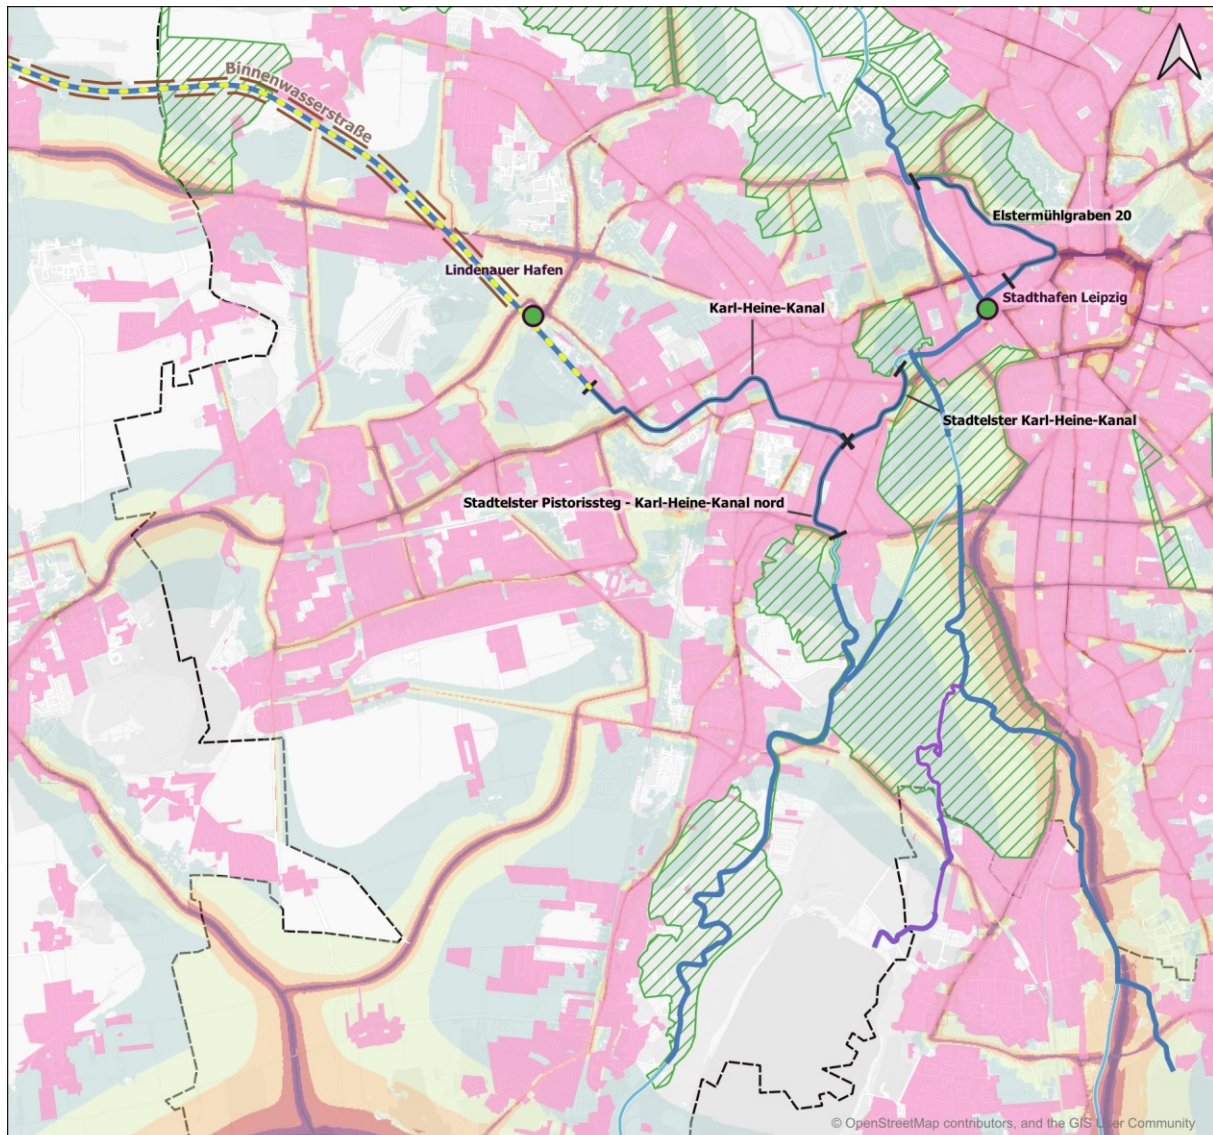 Binnenwasserstraße
Elstermühlgraben 20
Lindenauer Hafen
Stadthafen Leipzig
Karl-Heine-Kanal
Stadtelster Karl-Heine-Kanal
Stadtelster Pistorissteg - Karl-Heine-Kanal nord
© OpenStreetMap contributors, and the GIS User Community